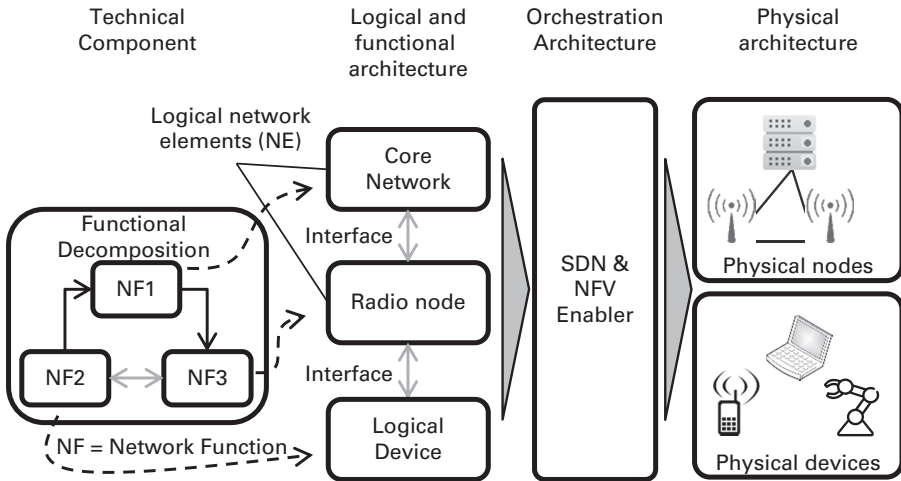 Technical
Component
Logical and
functional
architecture
Orchestration
Architecture
Physical
architecture
Logical network
elements (NE)
Core
Network
Interface
Radio node
Interface
Logical
Device
Functional
Decomposition
NF1
NF2
NF3
NF = Network Function
SDN &
NFV
Enabler
Physical nodes
Physical devices